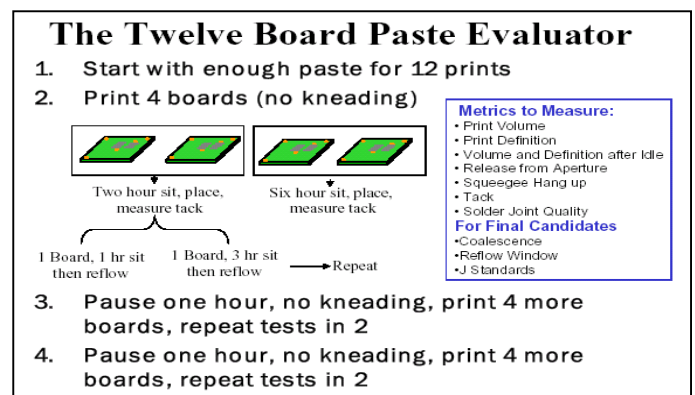 The Twelve Board Paste Evaluator
1. Start with enough paste for 12 prints
2. Print 4 boards (no kneading)
Metrics to Measure:
• Print Volume
• Print Definition
• Volume and Definition after Idle
• Release from Aperture
• Squeegee Hang up
• Tack
• Solder Joint Quality
For Final Candidates
•Coalescence
•Reflow Window
•J Standards
Two hour sit, place,
measure tack
Six hour sit, place,
measure tack
1 Board, 1 hr sit
then reflow
1 Board, 3 hr sit
then reflow
Repeat
3. Pause one hour, no kneading, print 4 more
boards, repeat tests in 2
4. Pause one hour, no kneading, print 4 more
boards, repeat tests in 2